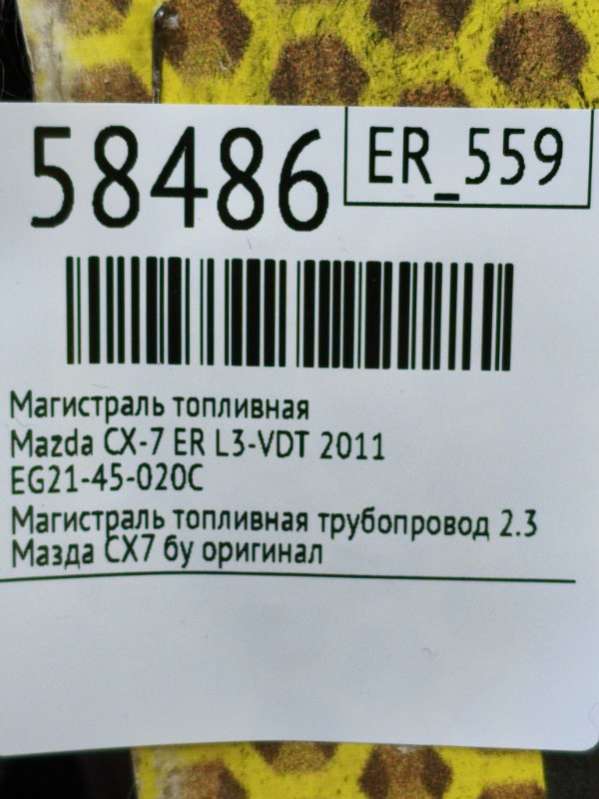 58486
ER_559
Магистраль топливная
Mazda CX-7 ER L3-VDT 2011
EG21-45-020C
Магистраль топливная трубопровод 2.3
Мазда CX7 бу оригинал